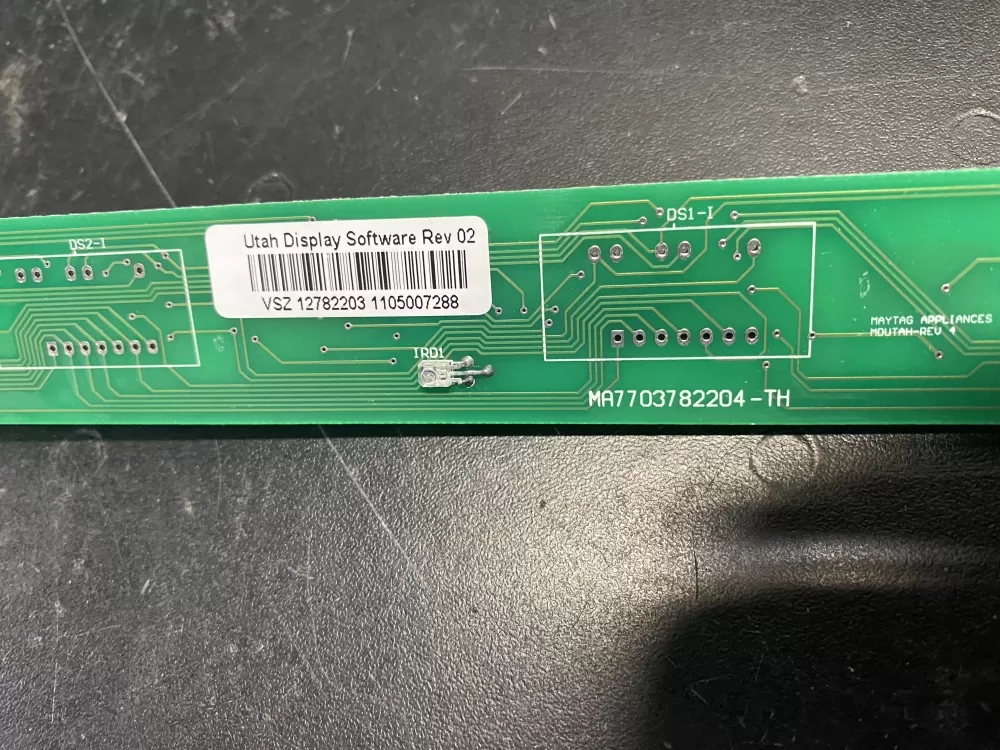 DS2-I
Utah Display Software Rev 02
VSZ 12782203 1105007288
IRD1
DS1-I
MAYTAG APPLIANCES
MDUTAH-REV 4
MA7703782204-TH